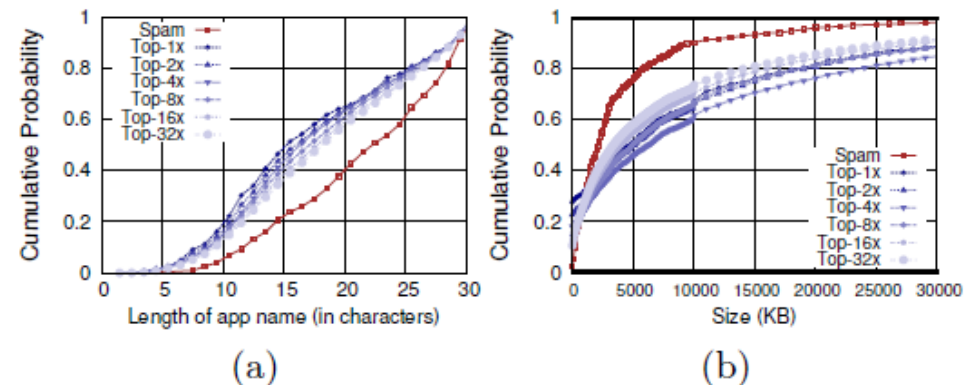 Cumulative Probability
1
0.8
0.6
0.4
0.2
0
Spam
Top-1x
Top-2x
Top-4x
Top-8x
Top-16x
Top-32x
0 5 10 15 20 25 30
Length of app name (in characters)
(a)
Cumulative Probability
1
0.8
0.6
0.4
0.2
0
Spam
Top-1x
Top-2x
Top-4x
Top-8x
Top-16x
Top-32x
0 5000 10000 15000 20000 25000 30000
Size (KB)
(b)